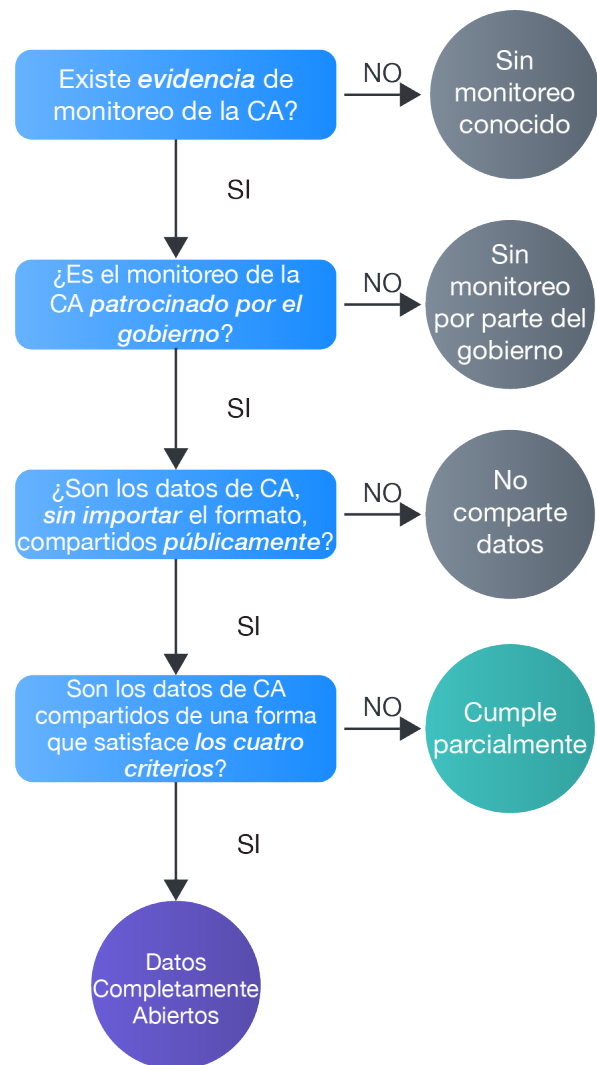 Existe evidencia de
monitoreo de la CA?
NO
Sin
monitoreo
conocido
SI
¿Es el monitoreo de la
CA patrocinado por el
gobierno?
NO
Sin
monitoreo
por parte del
gobierno
SI
¿Son los datos de CA,
sin importar el formato,
compartidos públicamente?
NO
No
comparte
datos
SI
Son los datos de CA
compartidos de una forma
que satisface los cuatro
criterios?
NO
Cumple
parcialmente
SI
Datos
Completamente
Abiertos